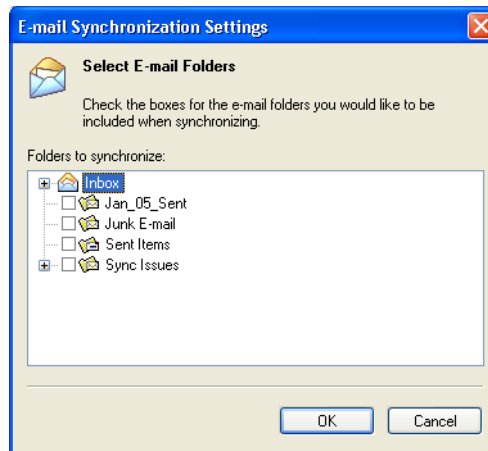 E-mail Synchronization Settings
Select E-mail Folders
Check the boxes for the e-mail folders you would like to be
included when synchronizing.
Folders to synchronize:
Inbox
Jan_05_Sent
Junk E-mail
Sent Items
Sync Issues
OK
Cancel